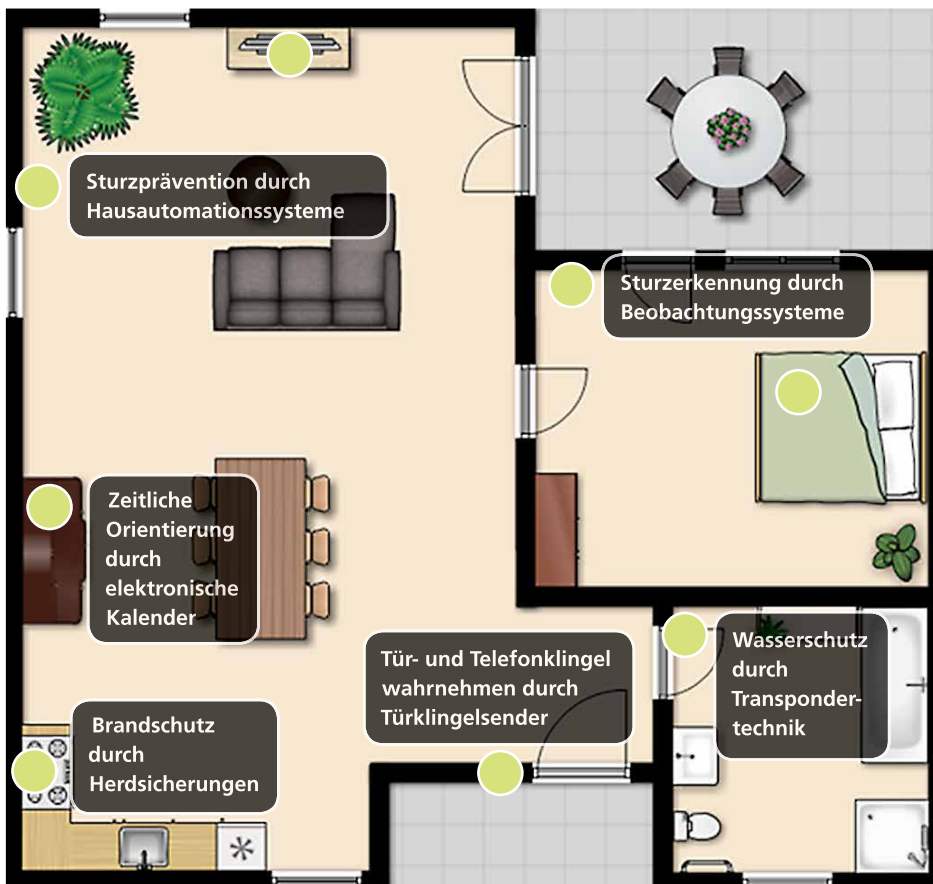 Sturzprävention durch
Hausautomationssysteme
Sturzerkennung durch
Beobachtungssysteme
Zeitliche
Orientierung
durch
elektronische
Kalender
Tür- und Telefonklingel
wahrnehmen durch
Türklingelsender
Wasserschutz
durch
Transponder-
technik
Brandschutz
durch
Herdsicherungen